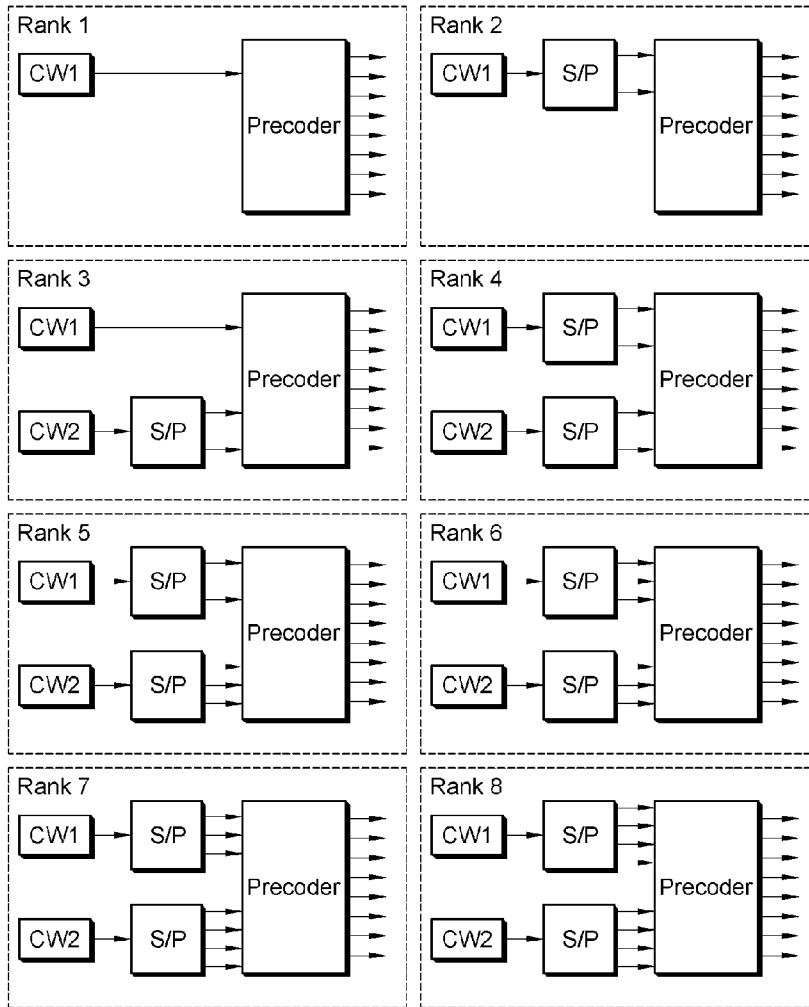 Rank 1
CW1
Precoder
Rank 2
CW1
S/P
Precoder
Rank 3
CW1
CW2
S/P
Precoder
Rank 4
CW1
S/P
CW2
S/P
Precoder
Rank 5
CW1
S/P
CW2
S/P
Precoder
Rank 6
CW1
S/P
CW2
S/P
Precoder
Rank 7
CW1
S/P
CW2
S/P
Precoder
Rank 8
CW1
S/P
CW2
S/P
Precoder